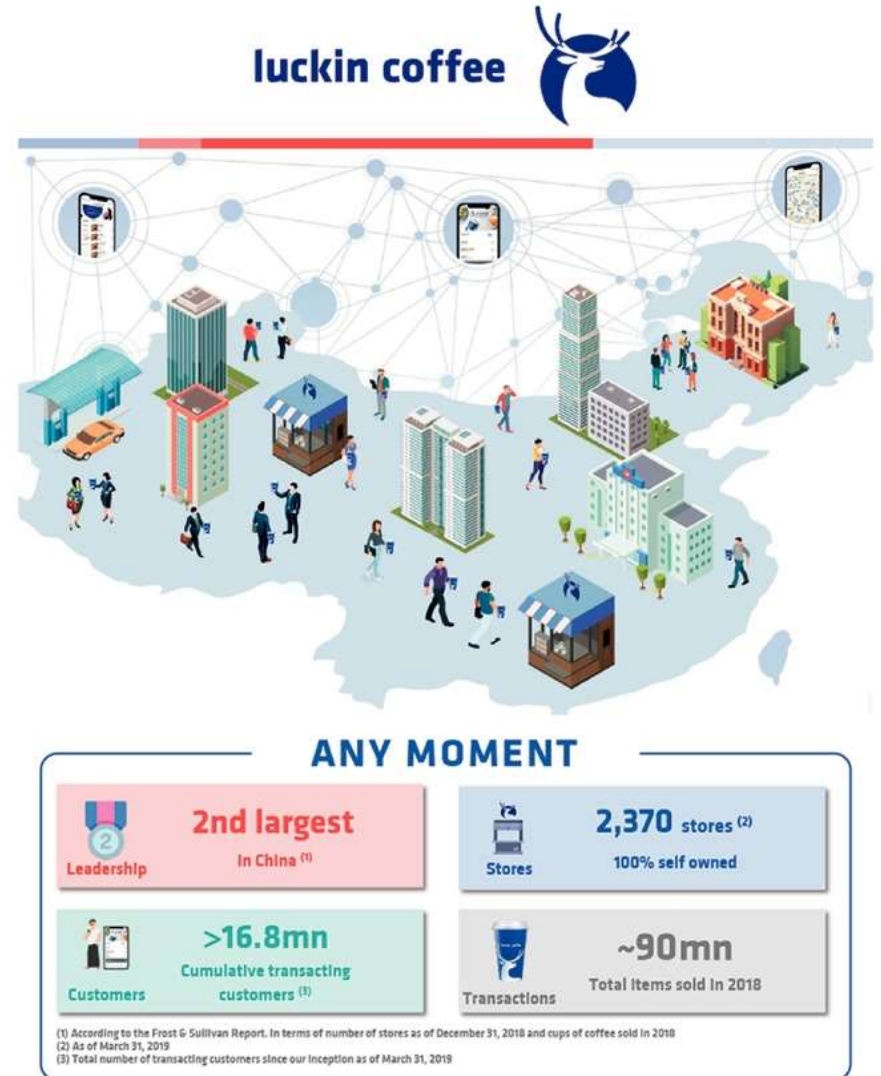 luckin coffee
ANY MOMENT
2
Leadership
2nd largest
In China (1)
Stores
2,370 stores (2)
100% self owned
Customers
>16.8mn
Cumulative transacting
customers (3)
Transactions
~90mn
Total Items sold In 2018
(1) According to the Frost & Sullivan Report. In terms of number of stores as of December 31, 2018 and cups of coffee sold in 2018
(2) As of March 31, 2019
(3) Total number of transacting customers since our inception as of March 31, 2019